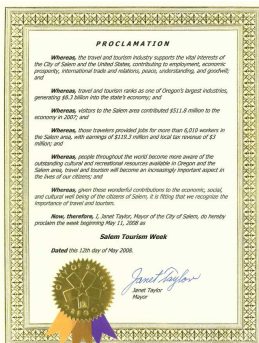 PROCLAMATION
Whereas, the travel and tourism industry supports the vital interests of
the City of Salem and the United States, contributing to employment, economic
prosperity, international trade and relations, peace, understanding, and goodwill;
and
Whereas, travel and tourism ranks as one of Oregon's largest industries,
generating $8.3 billion into the state's economy; and
Whereas, visitors to the Salem area contributed $511.8 million to the
economy in 2007; and
Whereas, those travelers provided jobs for more than 6,010 workers in
the Salem area, with earnings of $119.3 million and local tax revenue of $3
million; and
Whereas, people throughout the world become more aware of the
outstanding cultural and recreational resources available in Oregon and the
Salem area, travel and tourism will become an increasingly important aspect in
the lives of our citizens; and
Whereas, given these wonderful contributions to the economic, social,
and cultural well being of the citizens of Salem, it is fitting that we recognize the
importance of travel and tourism.
Now, therefore, I, Janet Taylor, Mayor of the City of Salem, do hereby
proclaim the week beginning May 11, 2008 as
Salem Tourism Week
Dated this 12th day of May 2008.
Janet Taylor
Janet Taylor
Mayor